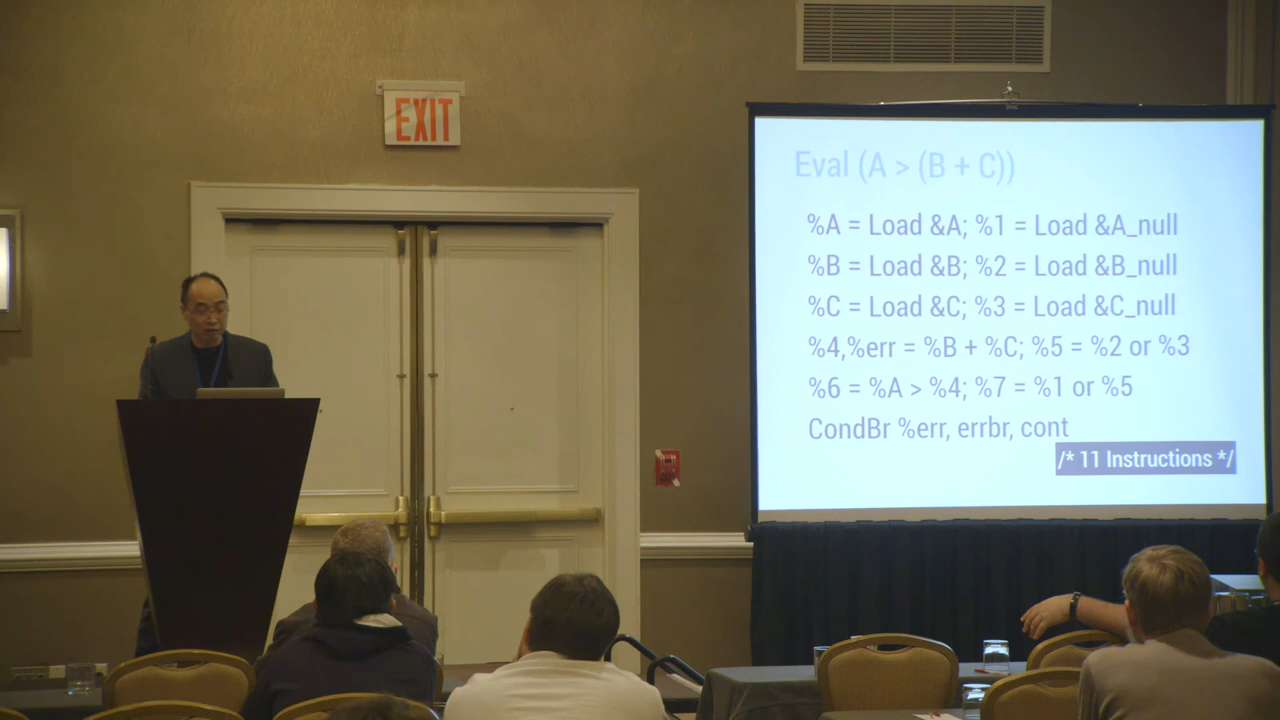 EXIT
Eval (A > (B + C))
%A = Load &A; %1 = Load &A_null
%B = Load &B; %2 = Load &B_null
%C = Load &C; %3 = Load &C_null
%4,%err = %B + %C; %5 = %2 or %3
%6 = %A > %4; %7 = %1 or %5
CondBr %err, errbr, cont
/* 11 Instructions */